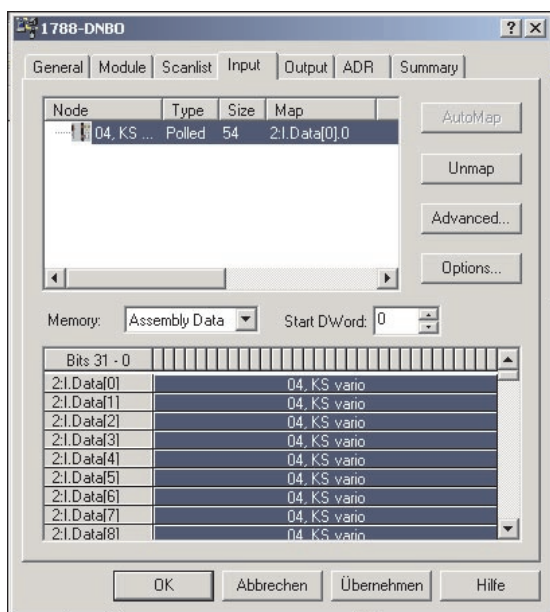 1788-DNBO
General Module Scanlist Input Output ADR Summary
Node Type Size Map
04, KS ... Polled 54 2:I.Data[0].0
AutoMap
Unmap
Advanced...
Options...
Memory: Assembly Data Start DWord: 0
Bits 31 - 0
2:I.Data[0] 04, KS vario
2:I.Data[1] 04, KS vario
2:I.Data[2] 04, KS vario
2:I.Data[3] 04, KS vario
2:I.Data[4] 04, KS vario
2:I.Data[5] 04, KS vario
2:I.Data[6] 04, KS vario
2:I.Data[7] 04, KS vario
2:I.Data[8] 04, KS vario
OK Abbrechen Übernehmen Hilfe